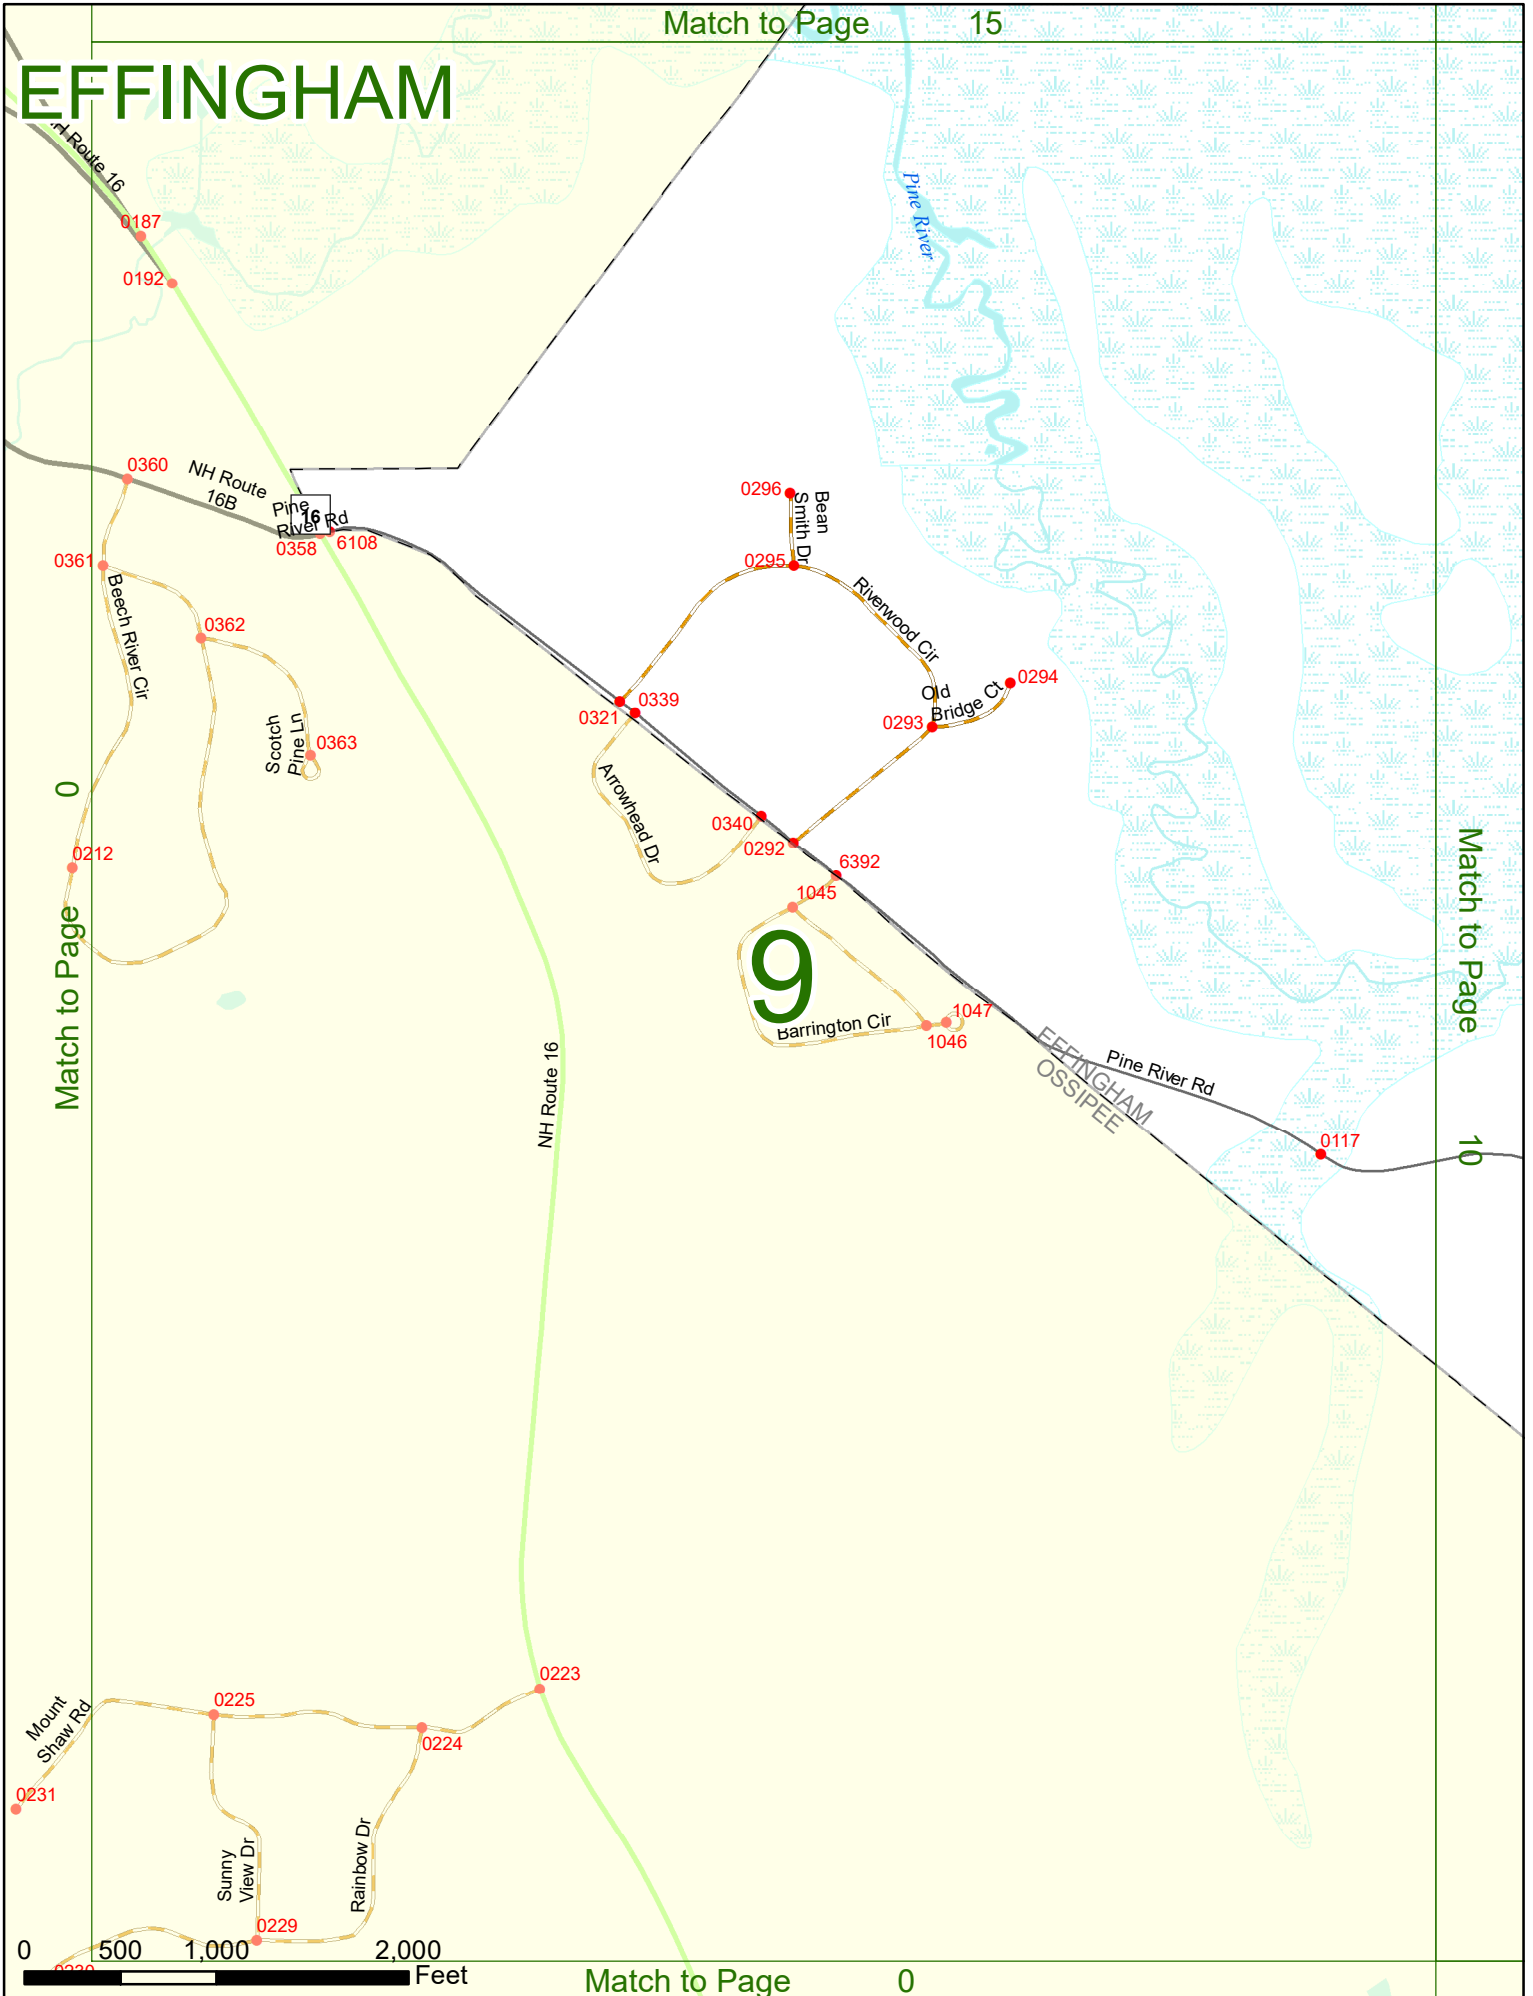 Match to Page 15
EFFINGHAM
NH Route 16
0187
0192
Pine River
0360
NH Route
16B
Pine
River Rd
16
0358
6108
0296
Bean
Smith Dr
0295
0361
Beech River Cir
0362
Riverwood Cir
Old
Bridge Ct
0294
0293
0339
0321
Scotch
Pine Ln
0363
Arrowhead Dr
0340
0292
6392
0212
1045
9
Barrington Cir
1047
1046
Match to Page 0
Match to Page 10
NH Route 16
EFFINGHAM
OSSIPEE
Pine River Rd
0117
0223
0225
0224
Mount
Shaw Rd
0231
Sunny
View Dr
Rainbow Dr
0229
0 500 1,000 2,000
Feet
Match to Page 0